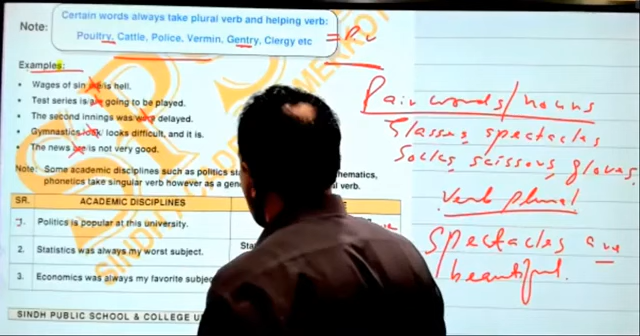 Note:
Certain words always take plural verb and helping verb:
Poultry, Cattle, Police, Vermin, Gentry, Clergy etc
Examples:
• Wages of sin are is hell.
• Test series is are going to be played.
• The second innings was were delayed.
• Gymnastics look looks difficult, and it is.
• The news are is not very good.
Note: Some academic disciplines such as politics
phonetics take singular verb however as a
SR. ACADEMIC DISCIPLINES
1. Politics is popular at this university.
2. Statistics was always my worst subject.
3. Economics was always my favorite
SINDH PUBLIC SCHOOL & COLLEGE
Pair words/nouns
Glasses, spectacles
Socks, scissors, gloves,
verb plural
Spectacles are
beautiful.